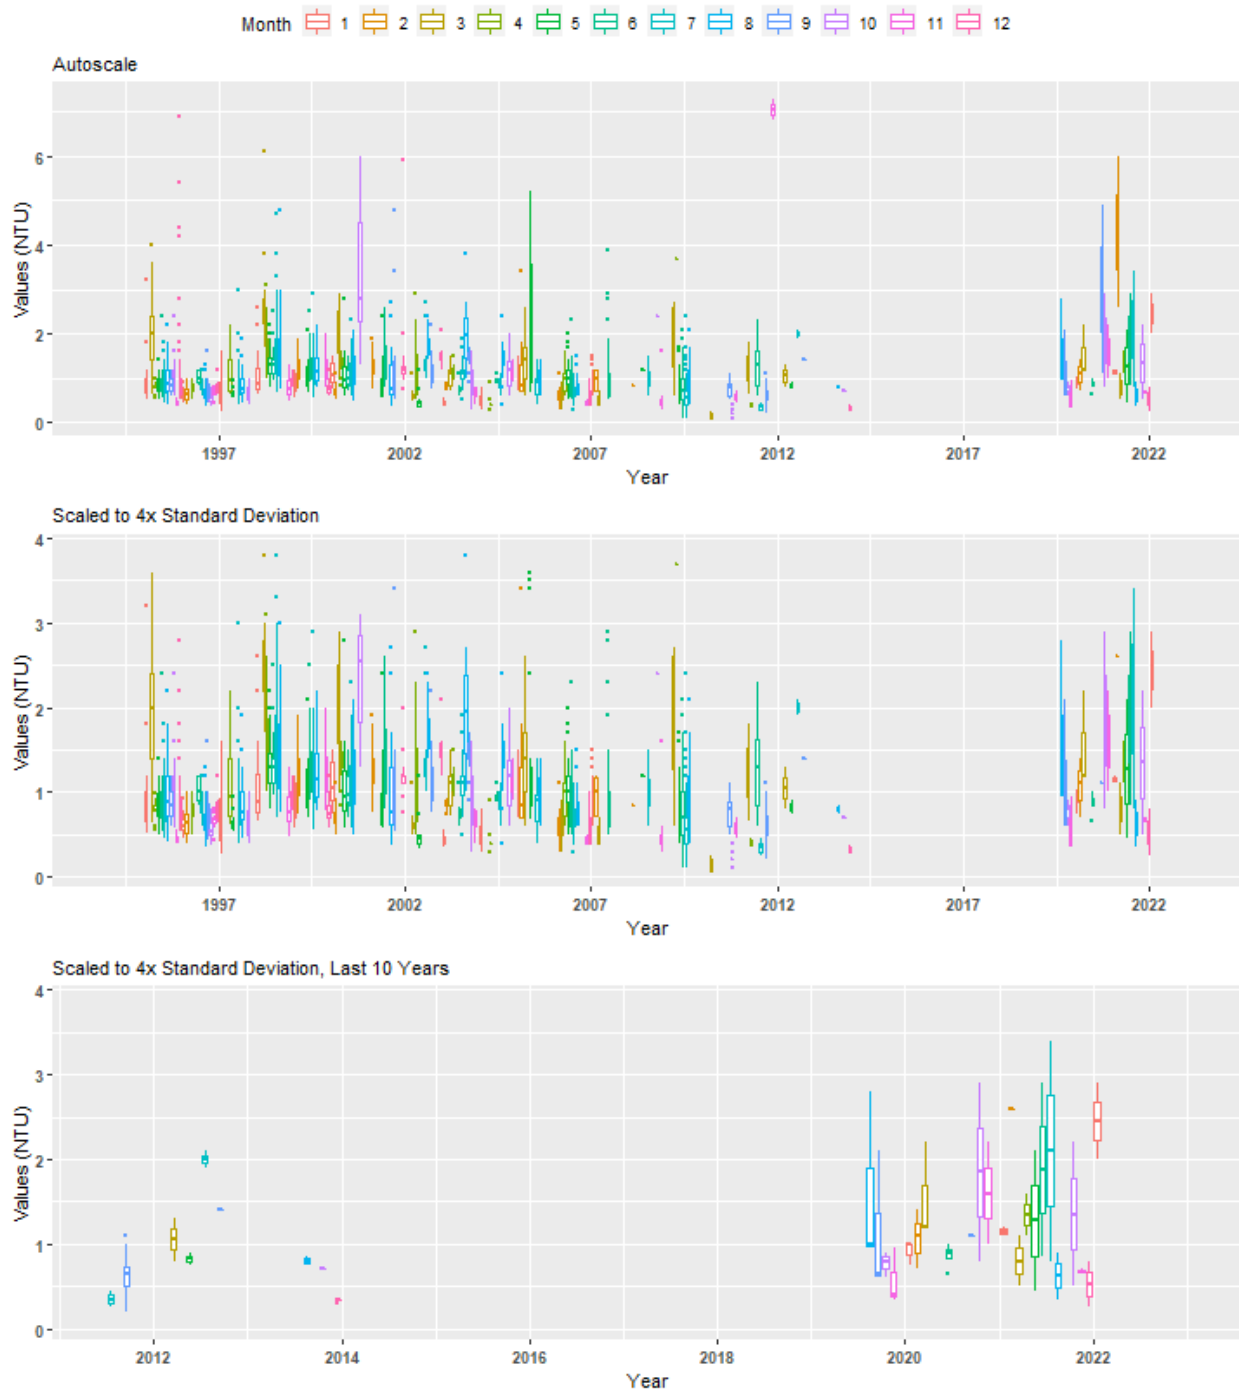 Month 1 2 3 4 5 6 7 8 9 10 11 12
Autoscale
Values (NTU)
6
4
2
0
1997 2002 2007 2012 2017 2022
Year
Scaled to 4x Standard Deviation
Values (NTU)
4
3
2
1
0
1997 2002 2007 2012 2017 2022
Year
Scaled to 4x Standard Deviation, Last 10 Years
Values (NTU)
4
3
2
1
0
2012 2014 2016 2018 2020 2022
Year